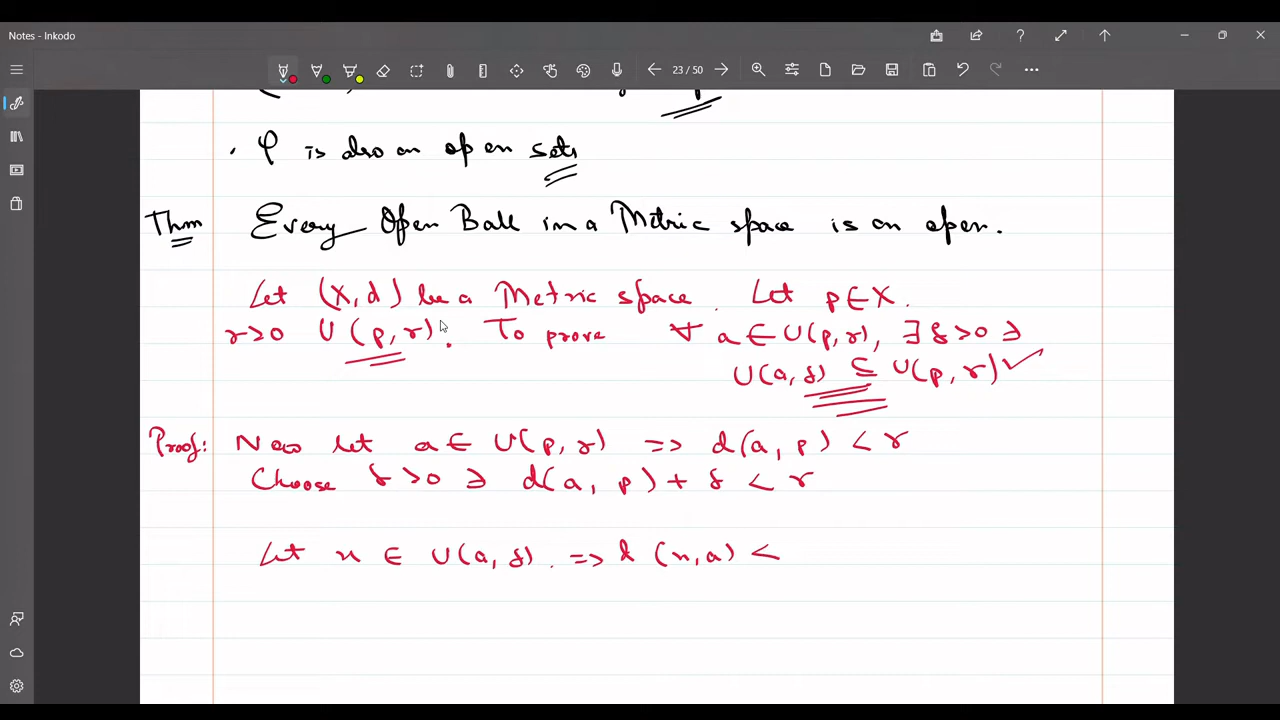 Notes - Inkodo
23 / 50
. φ is also an open sets
Thm Every Open Ball in a Metric space is an open.
Let (X, d) be a Metric space. Let p ∈ X.
r>0 U(p, r). To prove ∀ a ∈ U(p, r), ∃ δ>0 ∋
U(a, δ) ⊆ U(p, r) ✓
Proof: Now let a ∈ U(p, r) => d(a, p) < r
Choose δ>0 ∋ d(a, p) + δ < r
Let x ∈ U(a, δ). => d(x, a) <